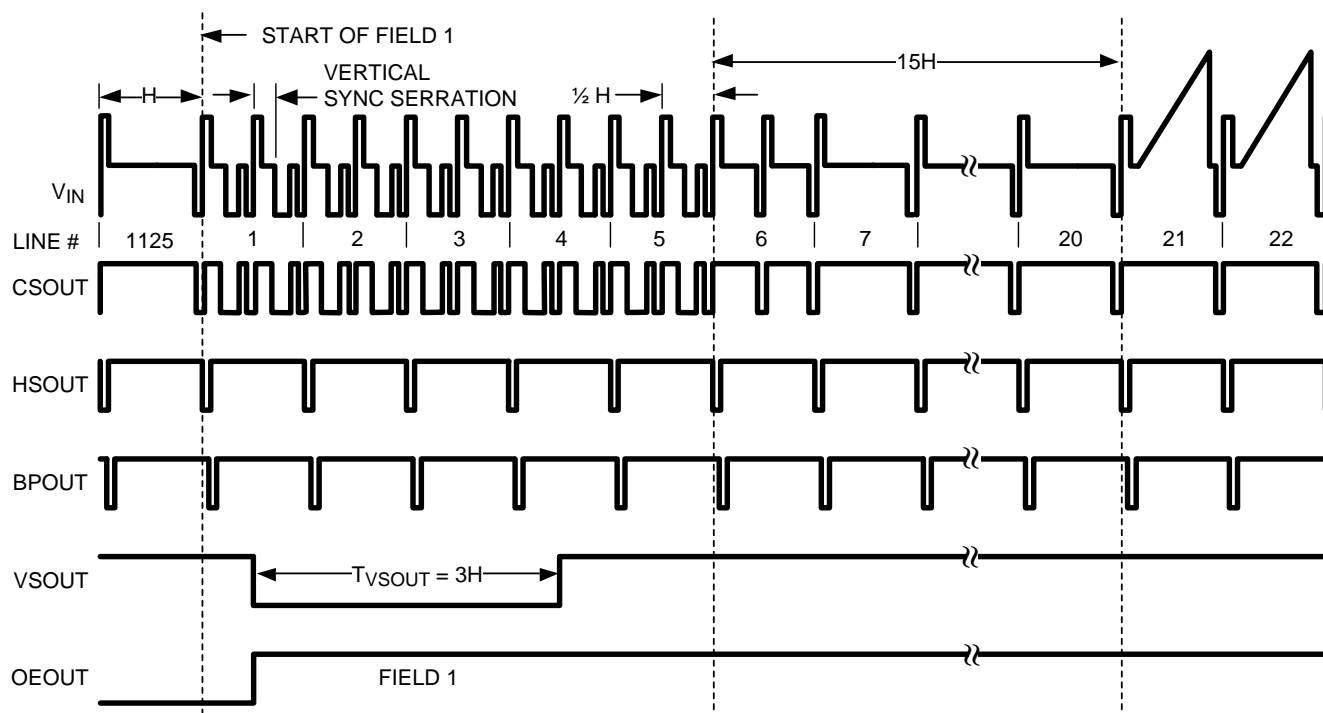 START OF FIELD 1
15H
H
VERTICAL
SYNC SERRATION
½ H
VIN
LINE # 1125 1 2 3 4 5 6 7 20 21 22
CSOUT
HSOUT
BPOUT
VSOUT
TVSOUT = 3H
OEOUT
FIELD 1